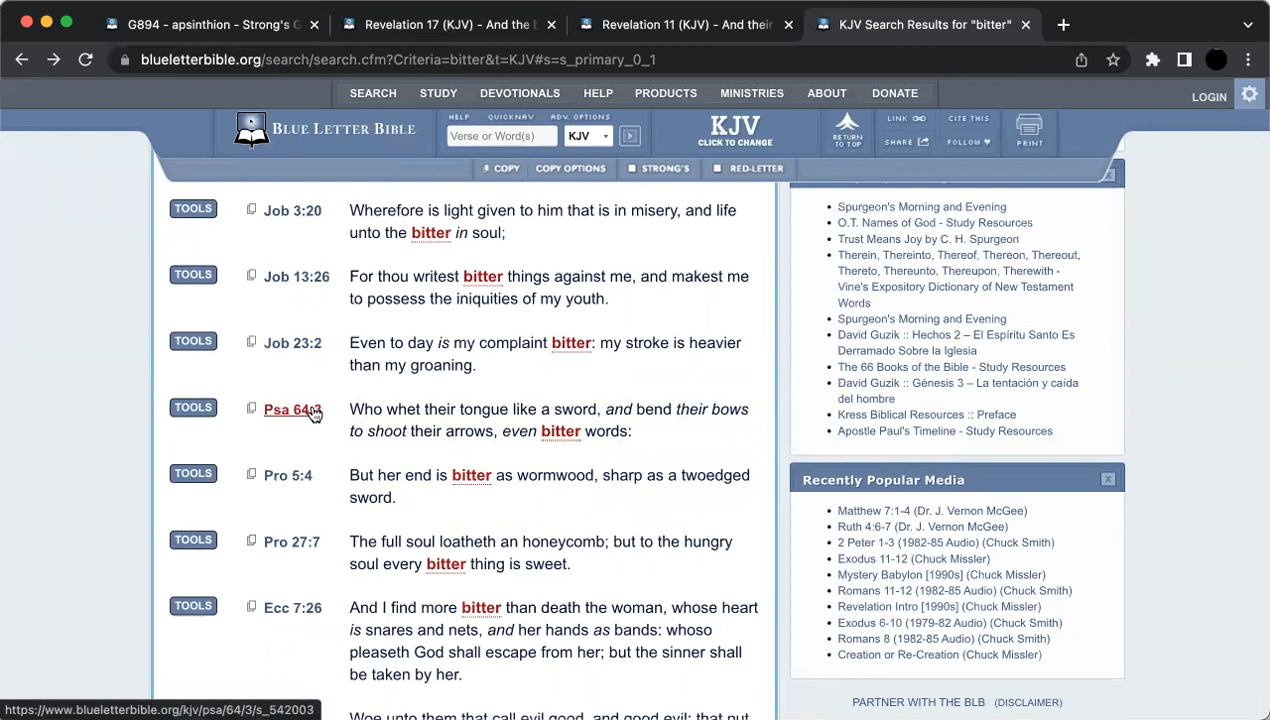 G894 - apsinthion - Strong's G
Revelation 17 (KJV) - And the b
Revelation 11 (KJV) - And their
KJV Search Results for "bitter"
blueletterbible.org/search/search.cfm?Criteria=bitter&t=KJV#s=s_primary_0_1
SEARCH STUDY DEVOTIONALS HELP PRODUCTS MINISTRIES ABOUT DONATE
LOGIN
BLUE LETTER BIBLE
HELP QUICKNAV ADV. OPTIONS
Verse or Word(s) KJV
KJV
CLICK TO CHANGE
RETURN
TO TOP
LINK
SHARE
CITE THIS
FOLLOW
PRINT
COPY COPY OPTIONS STRONG'S RED-LETTER
TOOLS Job 3:20 Wherefore is light given to him that is in misery, and life
unto the bitter in soul;
TOOLS Job 13:26 For thou writest bitter things against me, and makest me
to possess the iniquities of my youth.
TOOLS Job 23:2 Even to day is my complaint bitter: my stroke is heavier
than my groaning.
TOOLS Psa 64:3 Who whet their tongue like a sword, and bend their bows
to shoot their arrows, even bitter words:
TOOLS Pro 5:4 But her end is bitter as wormwood, sharp as a twoedged
sword.
TOOLS Pro 27:7 The full soul loatheth an honeycomb; but to the hungry
soul every bitter thing is sweet.
TOOLS Ecc 7:26 And I find more bitter than death the woman, whose heart
is snares and nets, and her hands as bands: whoso
pleaseth God shall escape from her; but the sinner shall
be taken by her.
Woe unto them that call evil good, and good evil; that put
Spurgeon's Morning and Evening
O.T. Names of God - Study Resources
Trust Means Joy by C. H. Spurgeon
Therein, Thereinto, Thereof, Thereon, Thereout,
Thereto, Thereunto, Thereupon, Therewith -
Vine's Expository Dictionary of New Testament
Words
Spurgeon's Morning and Evening
David Guzik :: Hechos 2 – El Espíritu Santo Es
Derramado Sobre la Iglesia
The 66 Books of the Bible - Study Resources
David Guzik :: Génesis 3 – La tentación y caída
del hombre
Kress Biblical Resources :: Preface
Apostle Paul's Timeline - Study Resources
Recently Popular Media
Matthew 7:1-4 (Dr. J. Vernon McGee)
Ruth 4:6-7 (Dr. J. Vernon McGee)
2 Peter 1-3 (1982-85 Audio) (Chuck Smith)
Exodus 11-12 (Chuck Missler)
Mystery Babylon [1990s] (Chuck Missler)
Romans 11-12 (1982-85 Audio) (Chuck Smith)
Revelation Intro [1990s] (Chuck Missler)
Exodus 6-10 (1979-82 Audio) (Chuck Smith)
Romans 8 (1982-85 Audio) (Chuck Smith)
Creation or Re-Creation (Chuck Missler)
PARTNER WITH THE BLB (DISCLAIMER)
https://www.blueletterbible.org/kjv/psa/64/3/s_542003